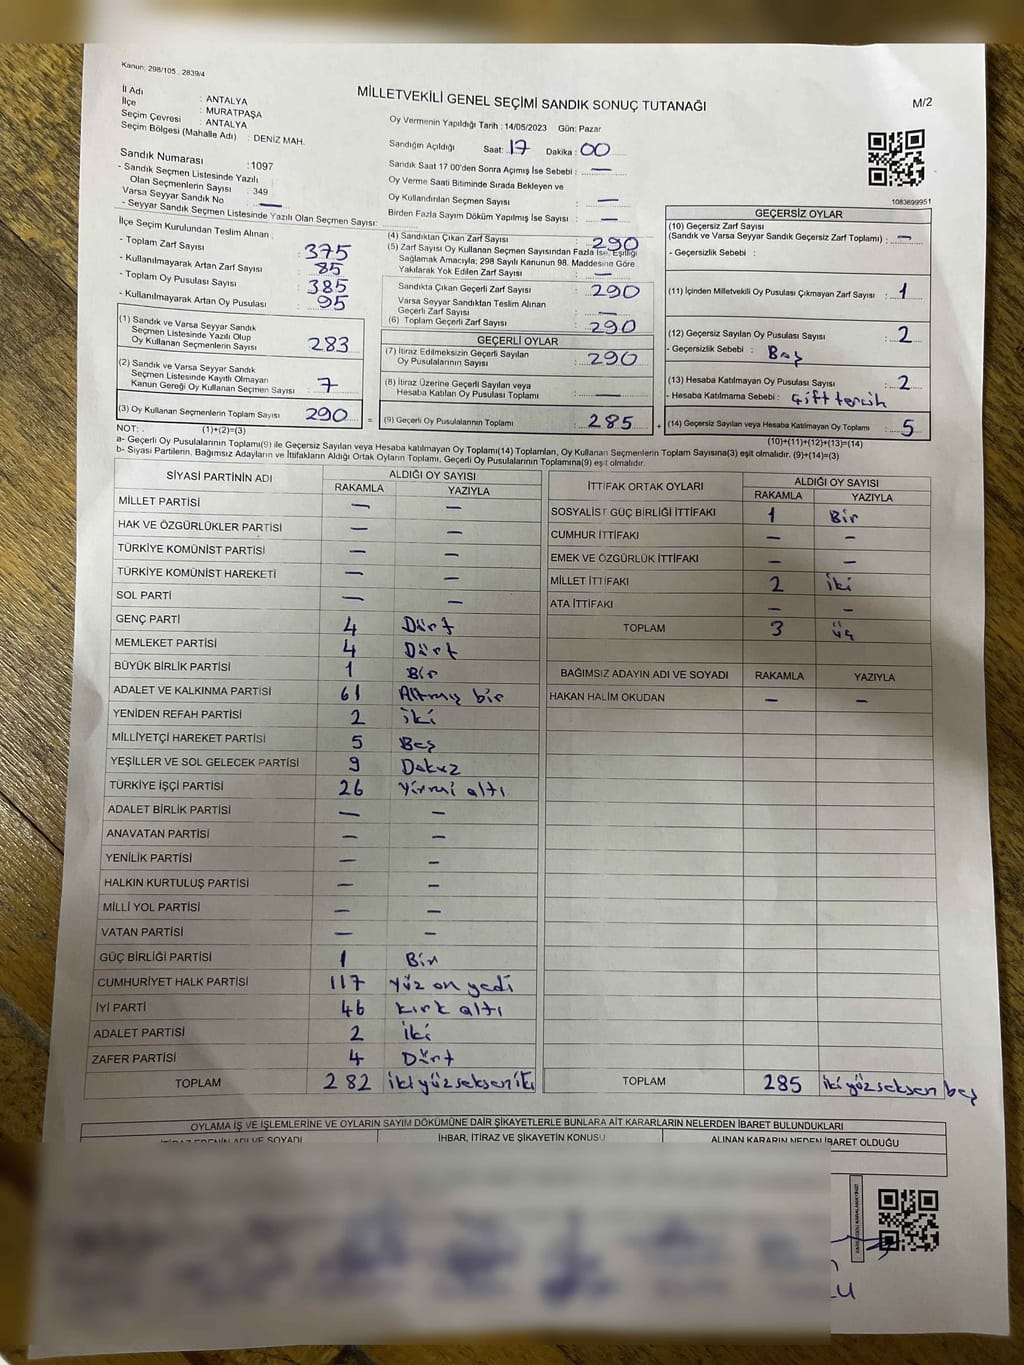 Kanun: 298/105 , 2839/4
MİLLETVEKİLİ GENEL SEÇİMİ SANDIK SONUÇ TUTANAĞI
M/2
İl Adı : ANTALYA
İlçe : MURATPAŞA
Seçim Çevresi : ANTALYA
Seçim Bölgesi (Mahalle Adı) : DENİZ MAH.
Oy Vermenin Yapıldığı Tarih : 14/05/2023 Gün: Pazar
Sandığın Açıldığı Saat: 17 Dakika : 00
Sandık Saat 17.00'den Sonra Açımış İse Sebebi : —
Oy Verme Saati Bitiminde Sırada Bekleyen ve
Oy Kullandırılan Seçmen Sayısı : —
Birden Fazla Sayım Döküm Yapılmış İse Sayısı : —
1083699951
Sandık Numarası : 1097
- Sandık Seçmen Listesinde Yazılı
Olan Seçmenlerin Sayısı : 349
Varsa Seyyar Sandık No : —
- Seyyar Sandık Seçmen Listesinde Yazılı Olan Seçmen Sayısı:
İlçe Seçim Kurulundan Teslim Alınan :
- Toplam Zarf Sayısı : 375
- Kullanılmayarak Artan Zarf Sayısı : 85
- Toplam Oy Pusulası Sayısı : 385
- Kullanılmayarak Artan Oy Pusulası : 95
(1) Sandık ve Varsa Seyyar Sandık
Seçmen Listesinde Yazılı Olup
Oy Kullanan Seçmenlerin Sayısı : 283
(2) Sandık ve Varsa Seyyar Sandık
Seçmen Listesinde Kayıtlı Olmayan
Kanun Gereği Oy Kullanan Seçmen Sayısı : 7
(3) Oy Kullanan Seçmenlerin Toplam Sayısı : 290 =
(1)+(2)=(3)
(4) Sandıktan Çıkan Zarf Sayısı : 290
(5) Zarf Sayısı Oy Kullanan Seçmen Sayısından Fazla İse, Eşitliği
Sağlamak Amacıyla; 298 Sayılı Kanunun 98. Maddesine Göre
Yakılarak Yok Edilen Zarf Sayısı : —
Sandıkta Çıkan Geçerli Zarf Sayısı : 290
Varsa Seyyar Sandıktan Teslim Alınan
Geçerli Zarf Sayısı : —
(6) Toplam Geçerli Zarf Sayısı : 290
GEÇERLİ OYLAR
(7) İtiraz Edilmeksizin Geçerli Sayılan
Oy Pusulalarının Sayısı : 290
(8) İtiraz Üzerine Geçerli Sayılan veya
Hesaba Katılan Oy Pusulası Toplamı : —
(9) Geçerli Oy Pusulalarının Toplamı : 285 +
GEÇERSİZ OYLAR
(10) Geçersiz Zarf Sayısı
(Sandık ve Varsa Seyyar Sandık Geçersiz Zarf Toplamı) : —
- Geçersizlik Sebebi :
(11) İçinden Milletvekili Oy Pusulası Çıkmayan Zarf Sayısı : 1
(12) Geçersiz Sayılan Oy Pusulası Sayısı : 2
- Geçersizlik Sebebi : Boş
(13) Hesaba Katılmayan Oy Pusulası Sayısı : 2
- Hesaba Katılmama Sebebi : Çift tercih
(14) Geçersiz Sayılan veya Hesaba Katılmayan Oy Toplamı : 5
(10)+(11)+(12)+(13)=(14)
NOT:
a- Geçerli Oy Pusulalarının Toplamı(9) ile Geçersiz Sayılan veya Hesaba katılmayan Oy Toplamı(14) Toplamları, Oy Kullanan Seçmenlerin Toplam Sayısına(3) eşit olmalıdır. (9)+(14)=(3)
b- Siyasi Partilerin, Bağımsız Adayların ve İttifakların Aldığı Ortak Oyların Toplamı, Geçerli Oy Pusulalarının Toplamına(9) eşit olmalıdır.
SİYASİ PARTİNİN ADI ALDIĞI OY SAYISI
RAKAMLA YAZIYLA
MİLLET PARTİSİ — —
HAK VE ÖZGÜRLÜKLER PARTİSİ — —
TÜRKİYE KOMÜNİST PARTİSİ — —
TÜRKİYE KOMÜNİST HAREKETİ — —
SOL PARTİ — —
GENÇ PARTİ 4 Dört
MEMLEKET PARTİSİ 4 Dört
BÜYÜK BİRLİK PARTİSİ 1 Bir
ADALET VE KALKINMA PARTİSİ 61 Altmış bir
YENİDEN REFAH PARTİSİ 2 iki
MİLLİYETÇİ HAREKET PARTİSİ 5 Beş
YEŞİLLER VE SOL GELECEK PARTİSİ 9 Dokuz
TÜRKİYE İŞÇİ PARTİSİ 26 Yirmi altı
ADALET BİRLİK PARTİSİ — —
ANAVATAN PARTİSİ — —
YENİLİK PARTİSİ — —
HALKIN KURTULUŞ PARTİSİ — —
MİLLİ YOL PARTİSİ — —
VATAN PARTİSİ — —
GÜÇ BİRLİĞİ PARTİSİ 1 Bir
CUMHURİYET HALK PARTİSİ 117 Yüz on yedi
İYİ PARTİ 46 kırk altı
ADALET PARTİSİ 2 iki
ZAFER PARTİSİ 4 Dört
TOPLAM 282 iki yüz seksen iki
İTTİFAK ORTAK OYLARI ALDIĞI OY SAYISI
RAKAMLA YAZIYLA
SOSYALİST GÜÇ BİRLİĞİ İTTİFAKI 1 Bir
CUMHUR İTTİFAKI — —
EMEK VE ÖZGÜRLÜK İTTİFAKI — —
MİLLET İTTİFAKI 2 iki
ATA İTTİFAKI — —
TOPLAM 3 üç
BAĞIMSIZ ADAYIN ADI VE SOYADI RAKAMLA YAZIYLA
HAKAN HALİM OKUDAN — —
TOPLAM 285 iki yüz seksen beş
OYLAMA İŞ VE İŞLEMLERİNE VE OYLARIN SAYIM DÖKÜMÜNE DAİR ŞİKAYETLERLE BUNLARA AİT KARARLARIN NELERDEN İBARET BULUNDUKLARI
İTİRAZ EDENİN ADI VE SOYADI İHBAR, İTİRAZ VE ŞİKAYETİN KONUSU ALINAN KARARIN NEDEN İBARET OLDUĞU